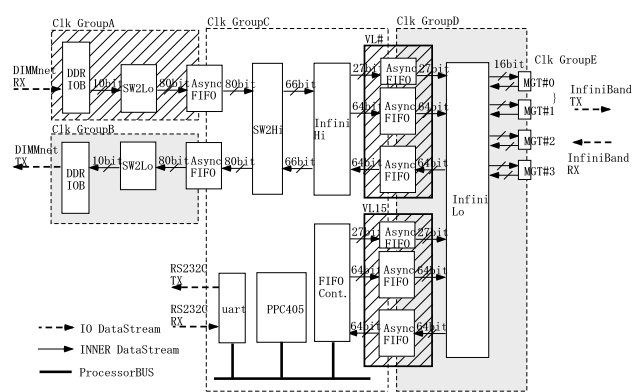 Clk GroupA
Clk GroupC
VL#
Clk GroupD
Clk GroupE
DIMMnet
RX
DDR
IOB
10bit
SW2Lo
80bit
Async
FIFO
80bit
SW2Hi
66bit
Infini
Hi
27bit
Async
FIFO
27bit
64bit
Async
FIFO
64bit
64bit
Async
FIFO
64bit
16bit
MGT#0
MGT#1
MGT#2
MGT#3
}
InfiniBand
TX
InfiniBand
RX
Clk GroupB
DIMMnet
TX
DDR
IOB
10bit
SW2Lo
80bit
Async
FIFO
80bit
66bit
Infini
Lo
VL15
27bit
Async
FIFO
27bit
64bit
Async
FIFO
64bit
64bit
Async
FIFO
64bit
FIFO
Cont.
PPC405
uart
RS232C
TX
RS232C
RX
IO DataStream
INNER DataStream
ProcessorBUS